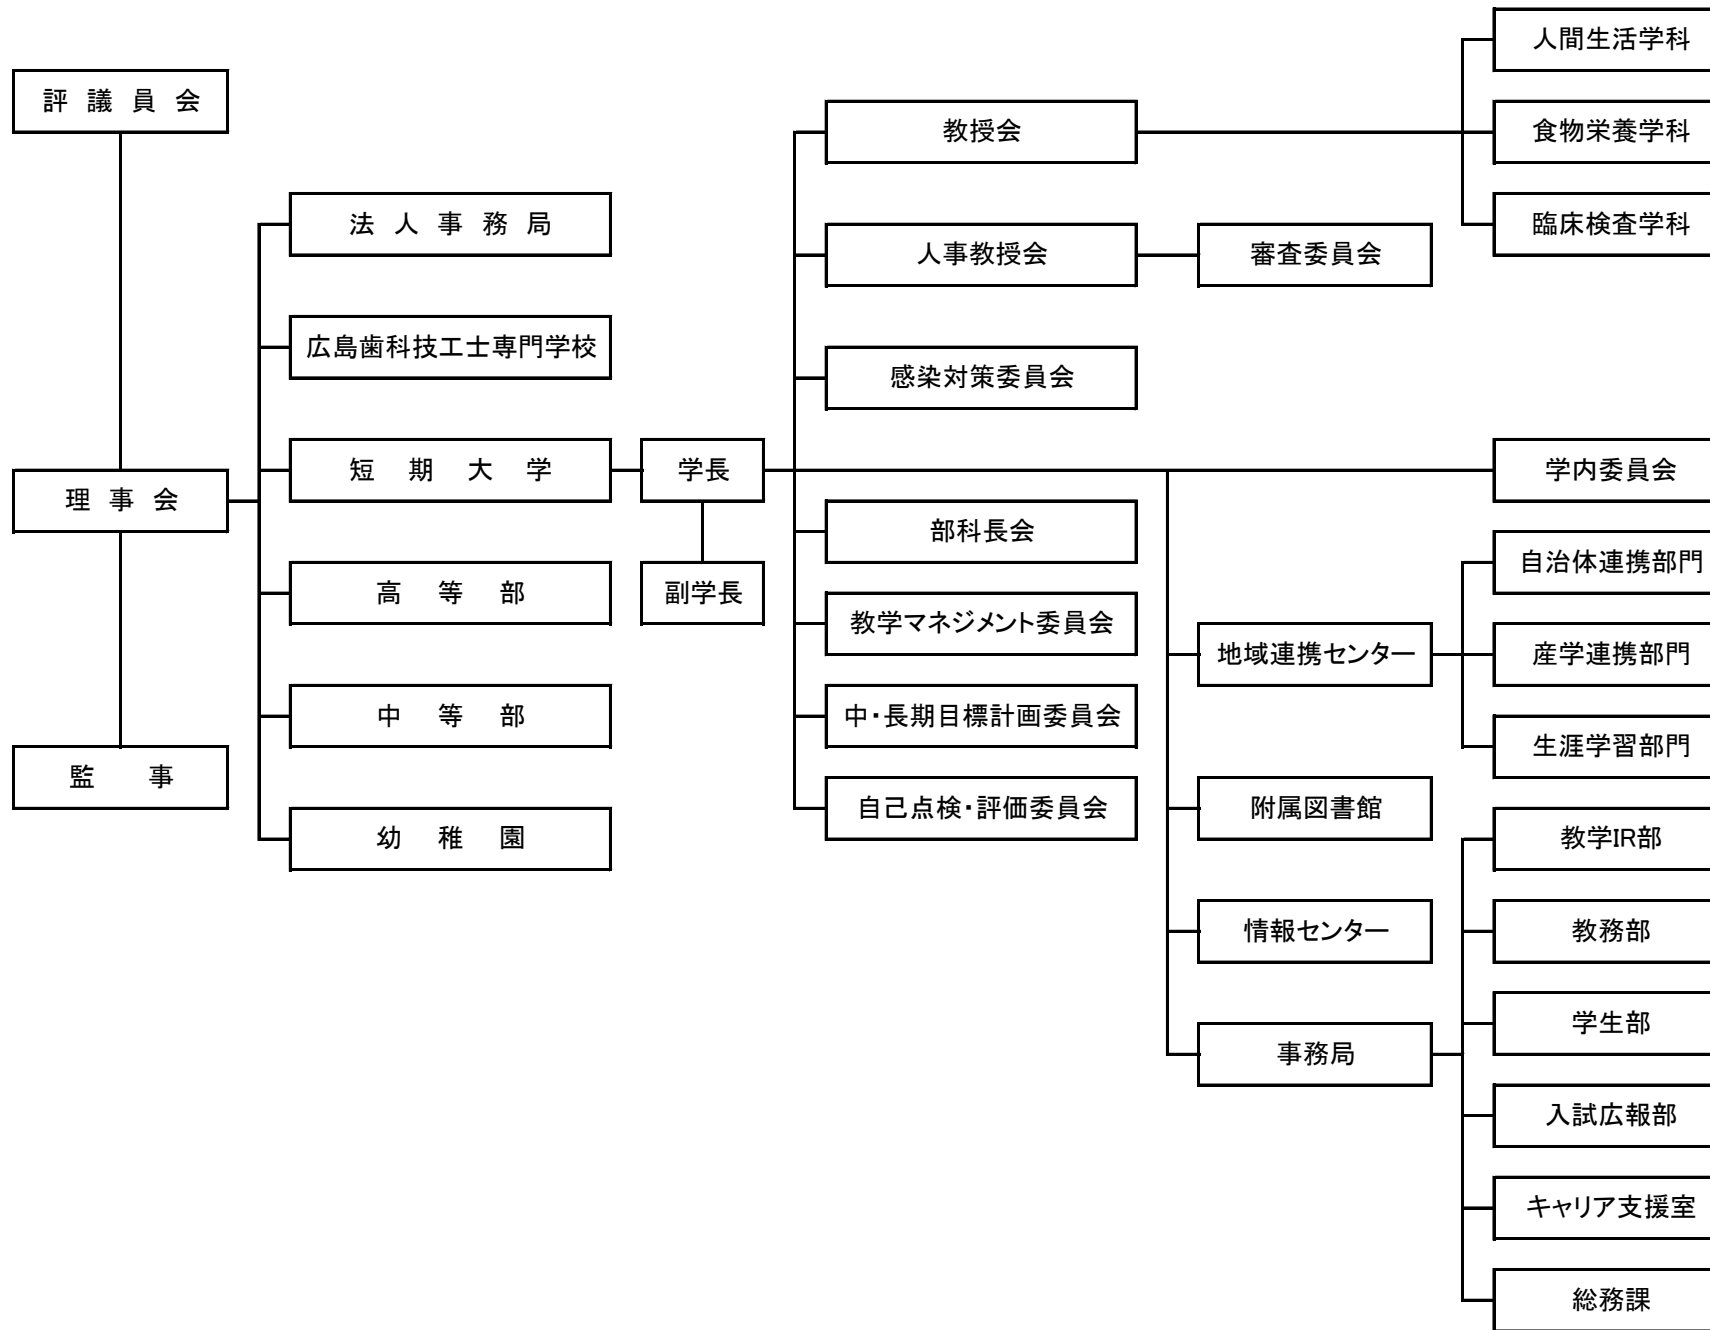 評議員会
理事会
監事
法人事務局
広島歯科技工士専門学校
短期大学
高等部
中等部
幼稚園
学長
副学長
教授会
人事教授会
感染対策委員会
部科長会
教学マネジメント委員会
中・長期目標計画委員会
自己点検・評価委員会
審査委員会
地域連携センター
附属図書館
情報センター
事務局
人間生活学科
食物栄養学科
臨床検査学科
学内委員会
自治体連携部門
産学連携部門
生涯学習部門
教学IR部
教務部
学生部
入試広報部
キャリア支援室
総務課